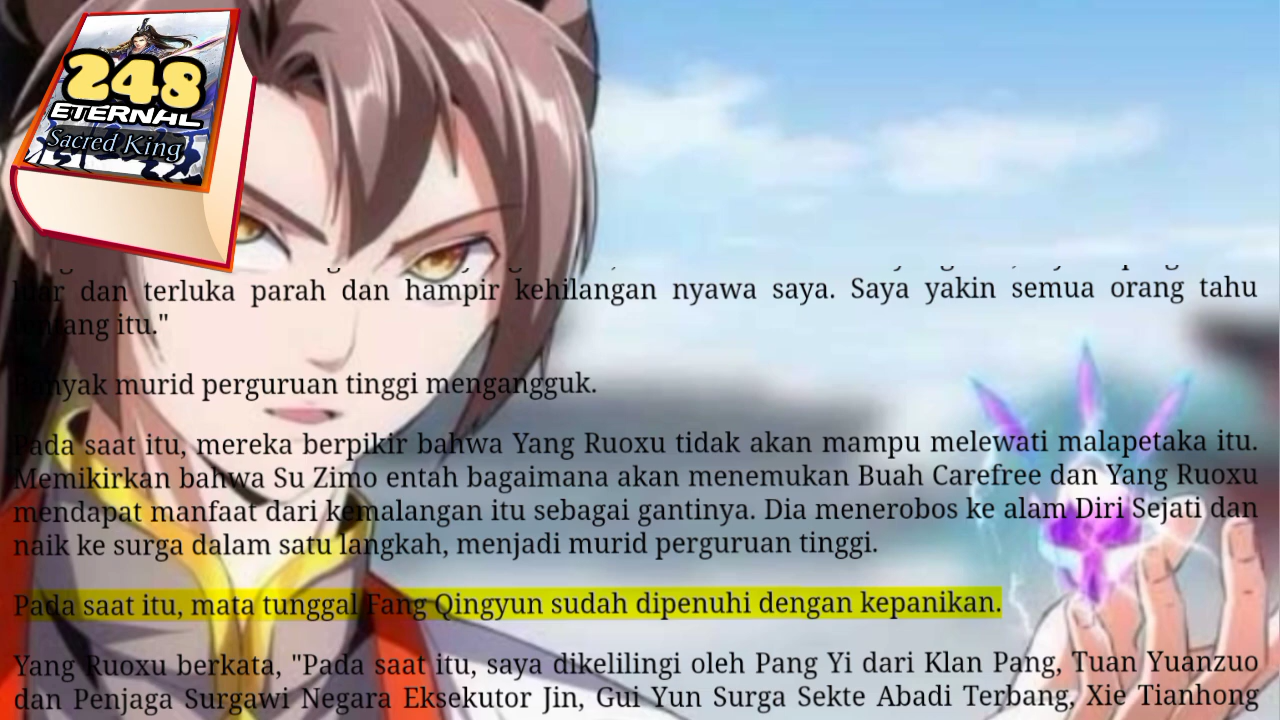 248
ETERNAL
Sacred King
luar dan terluka parah dan hampir kehilangan nyawa saya. Saya yakin semua orang tahu
tentang itu."
Banyak murid perguruan tinggi mengangguk.
Pada saat itu, mereka berpikir bahwa Yang Ruoxu tidak akan mampu melewati malapetaka itu.
Memikirkan bahwa Su Zimo entah bagaimana akan menemukan Buah Carefree dan Yang Ruoxu
mendapat manfaat dari kemalangan itu sebagai gantinya. Dia menerobos ke alam Diri Sejati dan
naik ke surga dalam satu langkah, menjadi murid perguruan tinggi.
Pada saat itu, mata tunggal Fang Qingyun sudah dipenuhi dengan kepanikan.
Yang Ruoxu berkata, "Pada saat itu, saya dikelilingi oleh Pang Yi dari Klan Pang, Tuan Yuanzuo
dan Penjaga Surgawi Negara Eksekutor Jin, Gui Yun Surga Sekte Abadi Terbang, Xie Tianhong